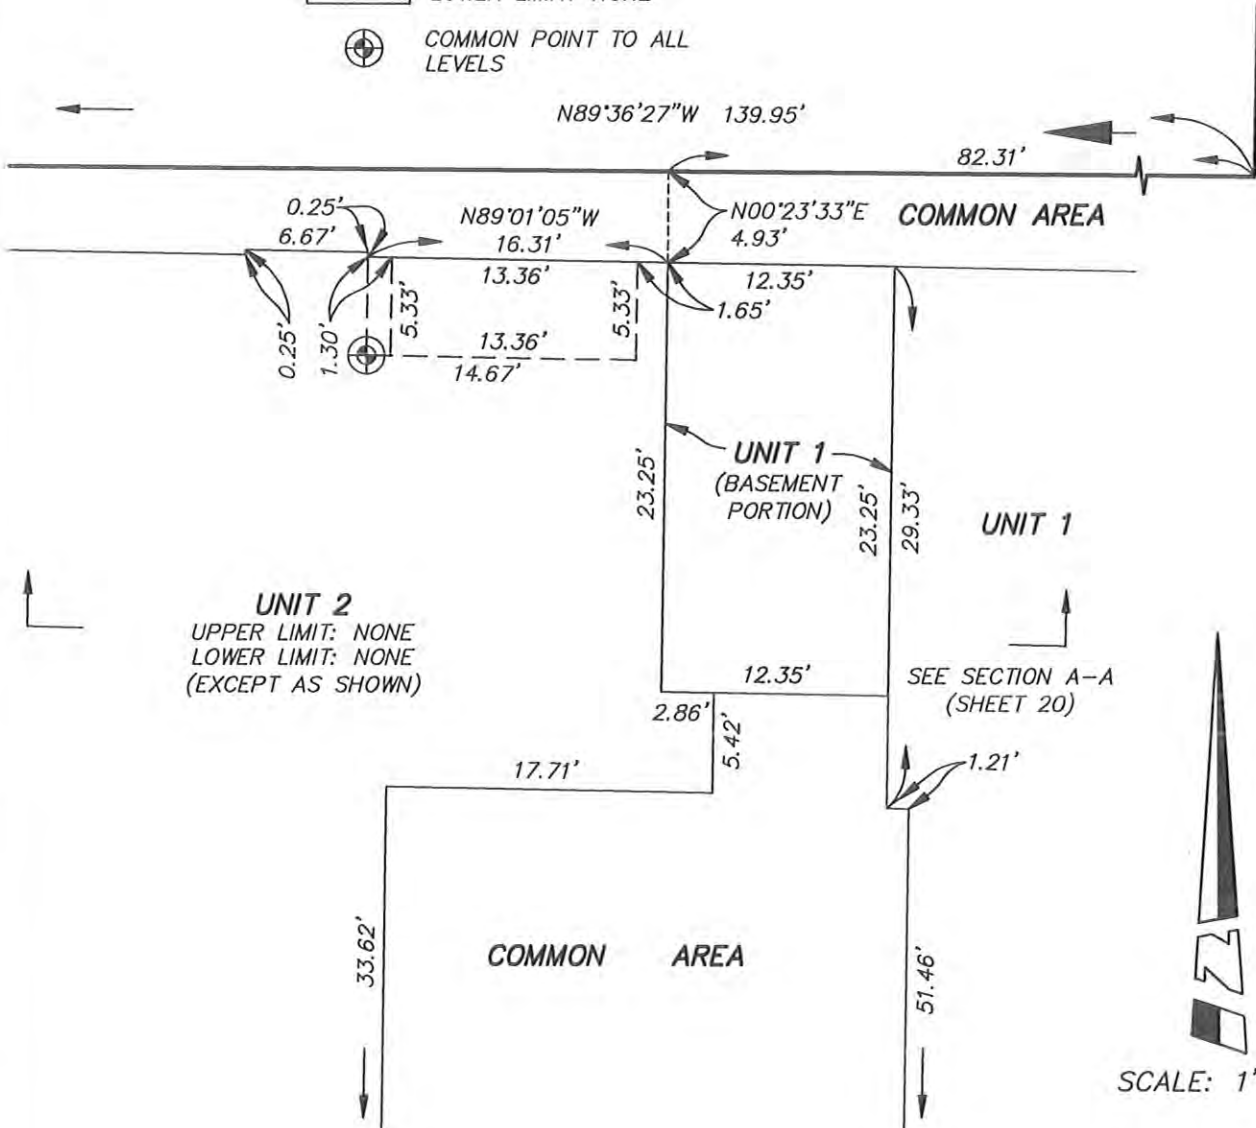 COMMON POINT TO ALL
LEVELS
N89°36'27"W 139.95'
82.31'
0.25'
6.67'
N89°01'05"W
16.31'
N00°23'33"E
4.93'
COMMON AREA
13.36'
12.35'
1.65'
5.33'
5.33'
0.25'
1.30'
13.36'
14.67'
UNIT 1
(BASEMENT
PORTION)
23.25'
23.25'
29.33'
UNIT 1
UNIT 2
UPPER LIMIT: NONE
LOWER LIMIT: NONE
(EXCEPT AS SHOWN)
12.35'
SEE SECTION A-A
(SHEET 20)
2.86'
5.42'
1.21'
17.71'
33.62'
COMMON AREA
51.46'
N
SCALE: 1'